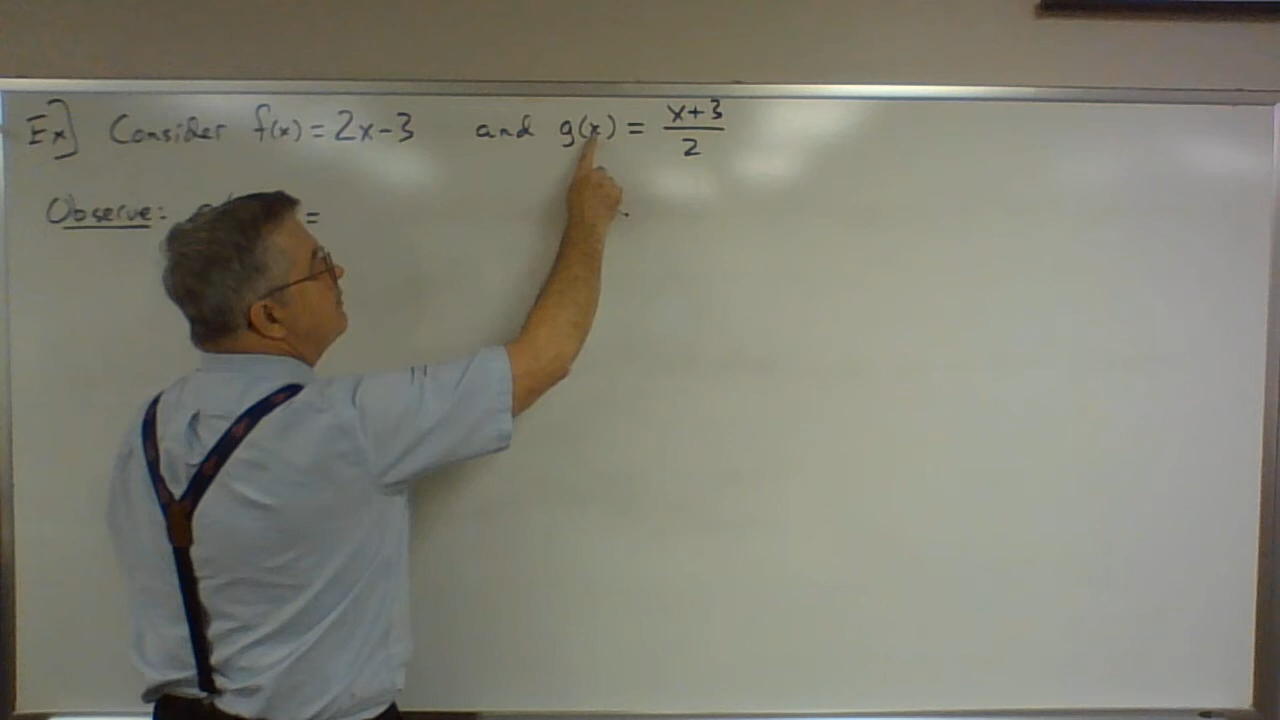 Ex] Consider f(x) = 2x-3 and g(x) = x+3/2
Observe: =